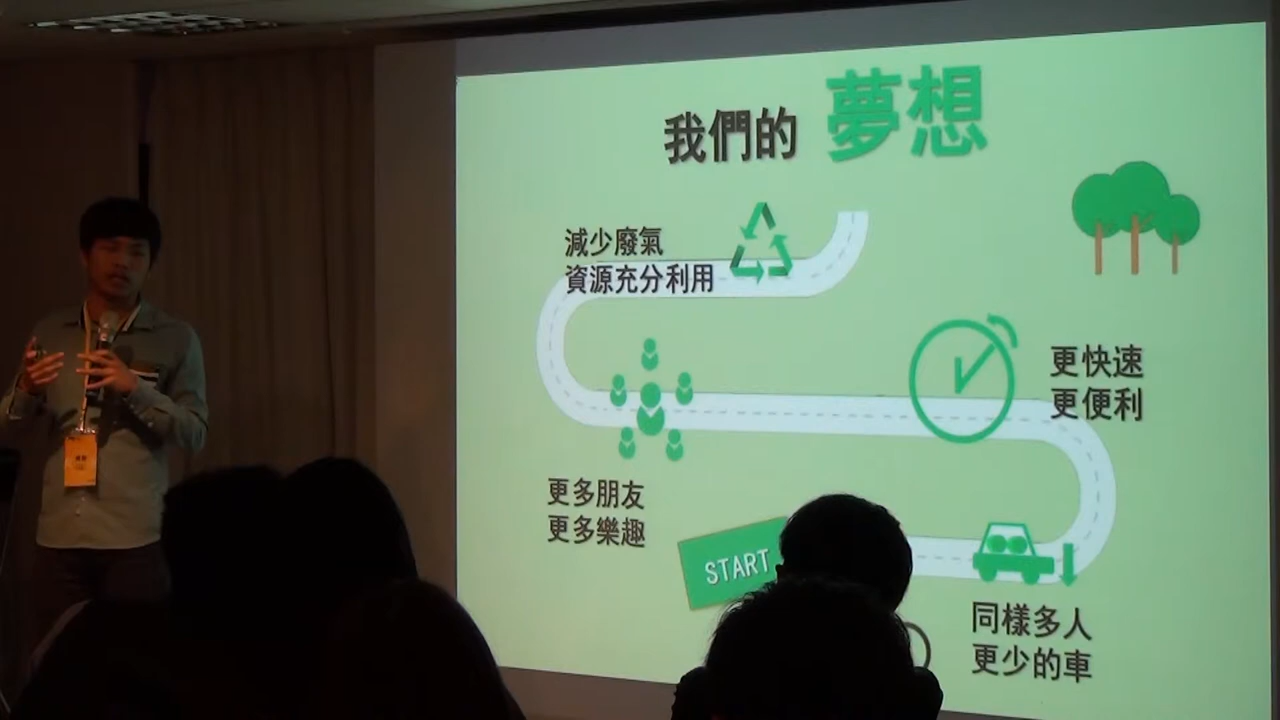 我們的 夢想
減少廢氣
資源充分利用
更快速
更便利
更多朋友
更多樂趣
START
同樣多人
更少的車